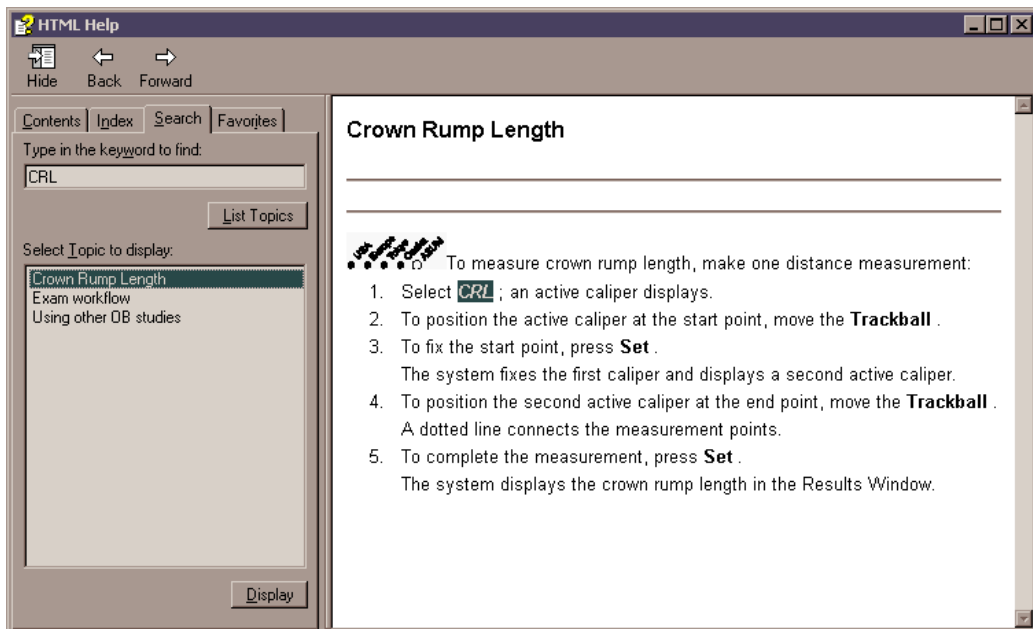 HTML Help
Hide Back Forward
Contents Index Search Favorites
Type in the keyword to find:
CRL
List Topics
Select Topic to display:
Crown Rump Length
Exam workflow
Using other OB studies
Display
Crown Rump Length
To measure crown rump length, make one distance measurement:
1. Select CRL ; an active caliper displays.
2. To position the active caliper at the start point, move the Trackball .
3. To fix the start point, press Set .
The system fixes the first caliper and displays a second active caliper.
4. To position the second active caliper at the end point, move the Trackball .
A dotted line connects the measurement points.
5. To complete the measurement, press Set .
The system displays the crown rump length in the Results Window.